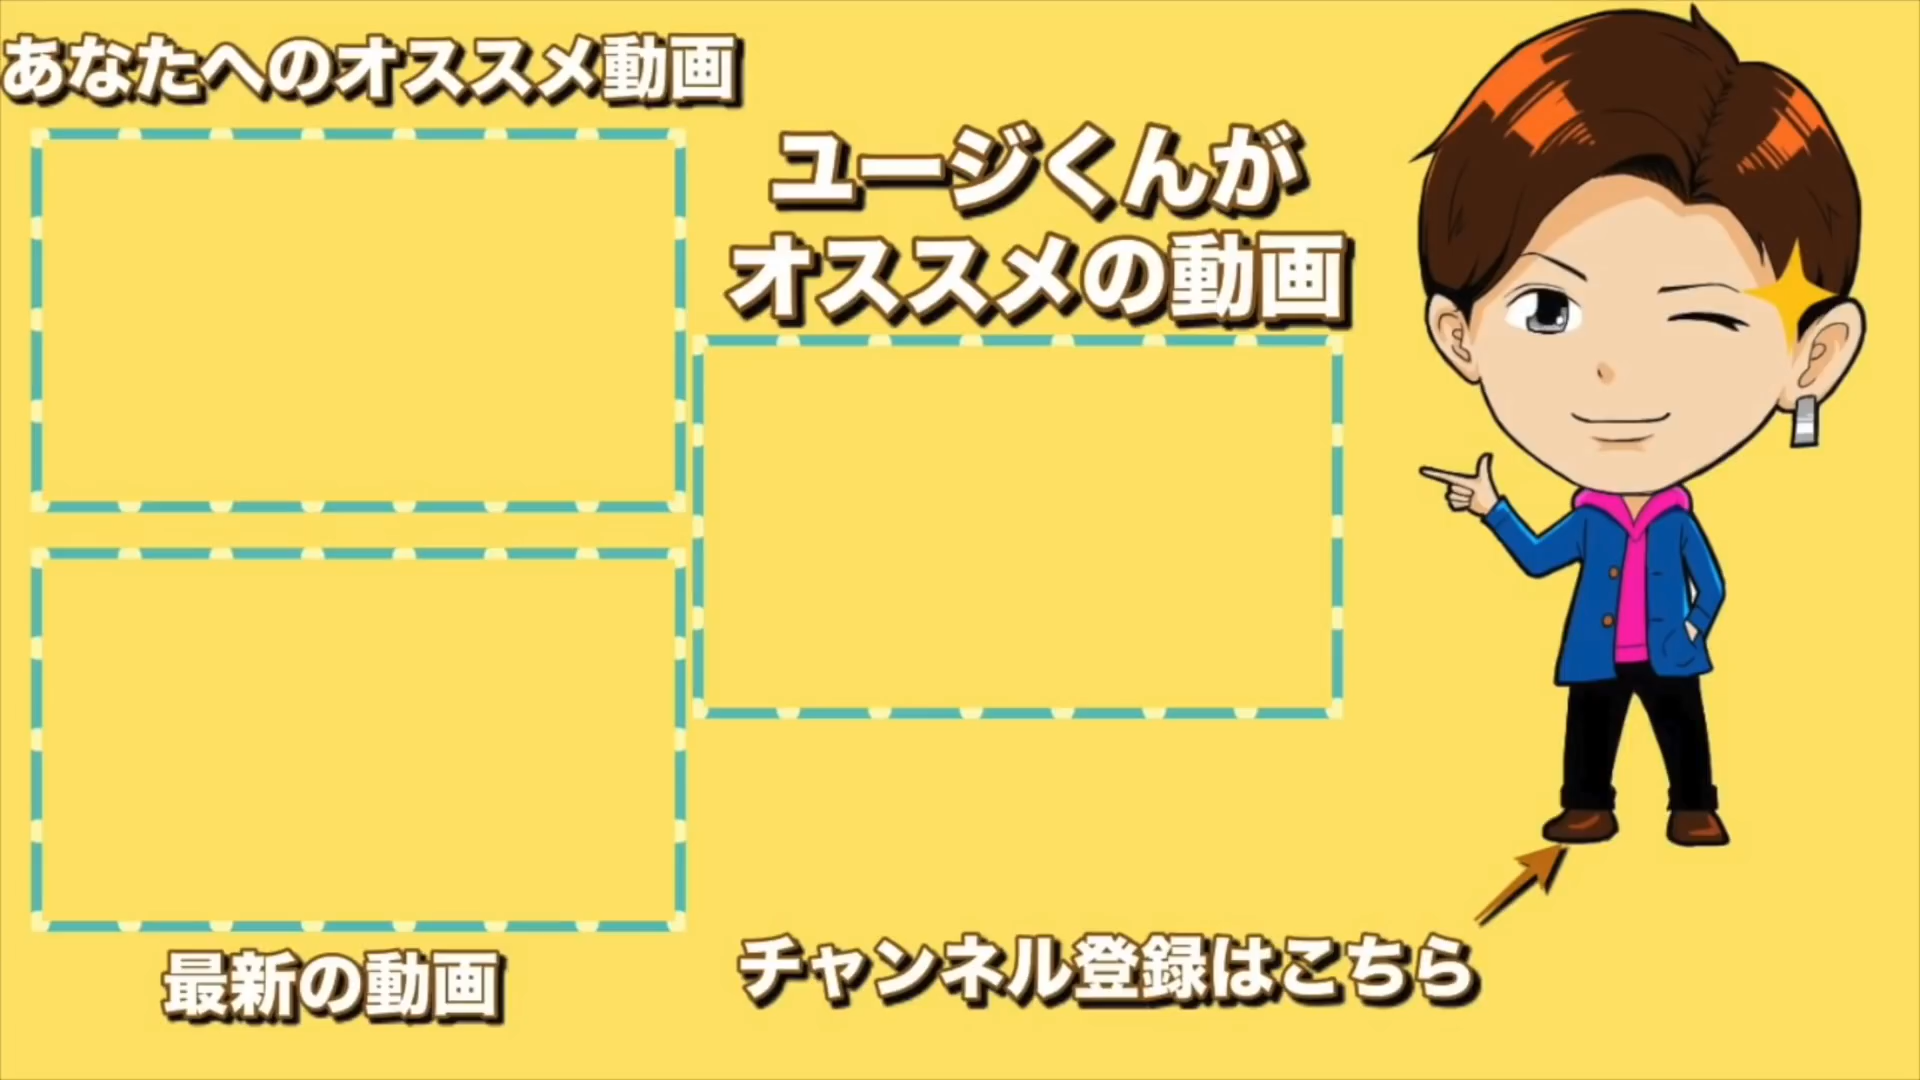 あなたへのオススメ動画
ユージくんが
オススメの動画
最新の動画
チャンネル登録はこちら